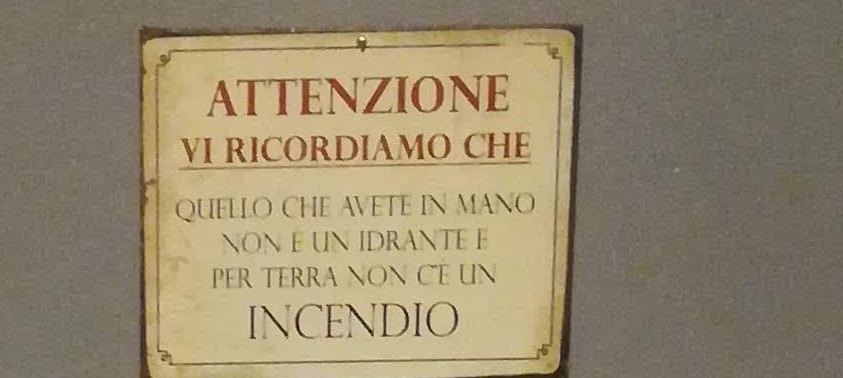 ATTENZIONE
VI RICORDIAMO CHE
QUELLO CHE AVETE IN MANO
NON E UN IDRANTE E
PER TERRA NON C'E UN
INCENDIO